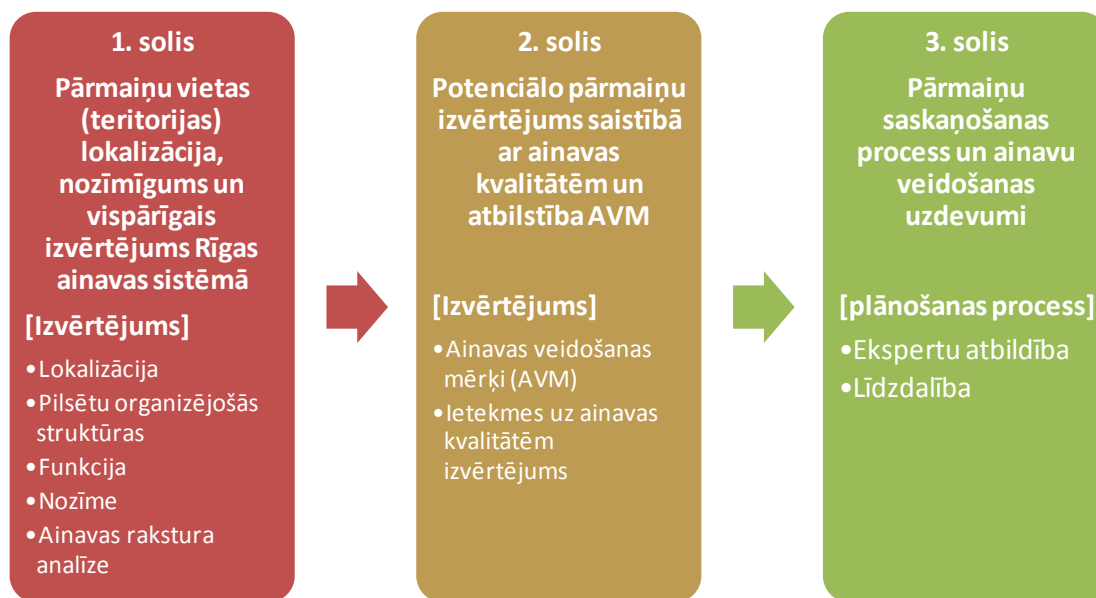 1. solis
Pārmaiņu vietas
(teritorijas)
lokalizācija,
nozīmīgums un
vispārīgais
izvērtējums Rīgas
ainavas sistēmā
[Izvērtējums]
•Lokalizācija
•Pilsētu organizējošās
struktūras
•Funkcija
•Nozīme
•Ainavas rakstura
analīze
2. solis
Potenciālo pārmaiņu
izvērtējums saistībā
ar ainavas
kvalitātēm un
atbilstība AVM
[Izvērtējums]
•Ainavas veidošanas
mērķi (AVM)
•Ietekmes uz ainavas
kvalitātēm
izvērtējums
3. solis
Pārmaiņu
saskaņošanas
process un ainavu
veidošanas
uzdevumi
[plānošanas process]
•Ekspertu atbildība
•Līdzdalība